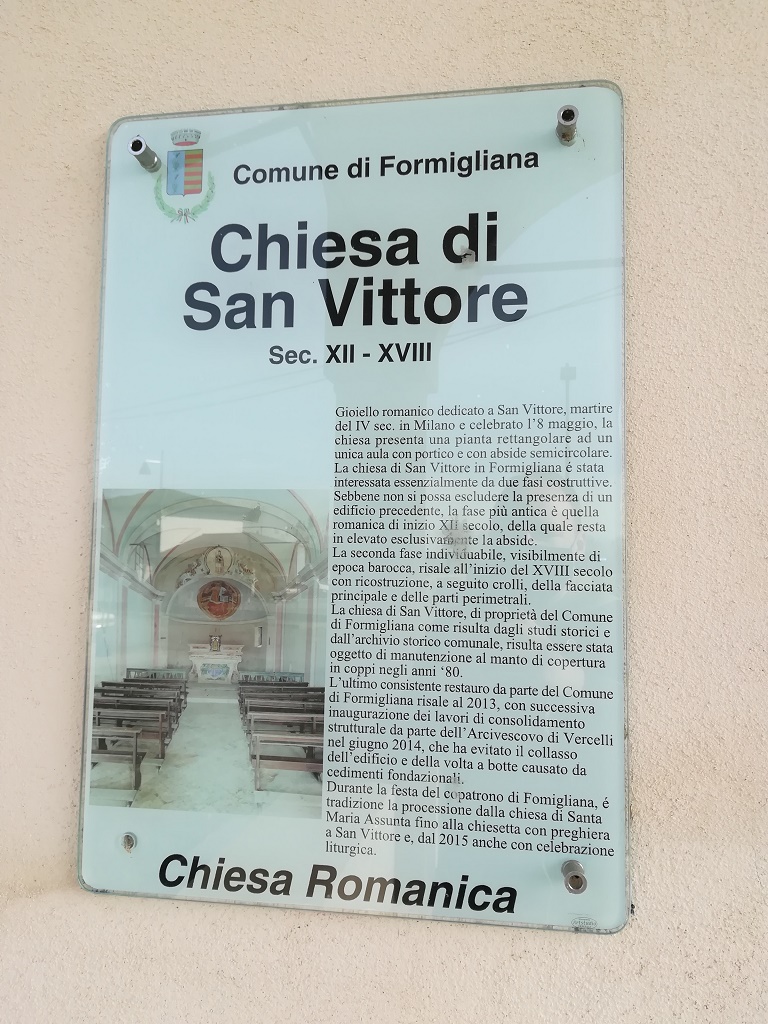 Comune di Formigliana
Chiesa di
San Vittore
Sec. XII - XVIII
Gioiello romanico dedicato a San Vittore, martire
del IV sec. in Milano e celebrato l'8 maggio, la
chiesa presenta una pianta rettangolare ad un
unica aula con portico e con abside semicircolare.
La chiesa di San Vittore in Formigliana é stata
interessata essenzialmente da due fasi costruttive.
Sebbene non si possa escludere la presenza di un
edificio precedente, la fase più antica è quella
romanica di inizio XII secolo, della quale resta
in elevato esclusivamente la abside.
La seconda fase individuabile, visibilmente di
epoca barocca, risale all'inizio del XVIII secolo
con ricostruzione, a seguito crolli, della facciata
principale e delle parti perimetrali.
La chiesa di San Vittore, di proprietà del Comune
di Formigliana come risulta dagli studi storici e
dall'archivio storico comunale, risulta essere stata
oggetto di manutenzione al manto di copertura
in coppi negli anni '80.
L'ultimo consistente restauro da parte del Comune
di Formigliana risale al 2013, con successiva
inaugurazione dei lavori di consolidamento
strutturale da parte dell'Arcivescovo di Vercelli
nel giugno 2014, che ha evitato il collasso
dell'edificio e della volta a botte causato da
cedimenti fondazionali.
Durante la festa del copatrono di Fomigliana, é
tradizione la processione dalla chiesa di Santa
Maria Assunta fino alla chiesetta con preghiera
a San Vittore e, dal 2015 anche con celebrazione
liturgica.
Chiesa Romanica